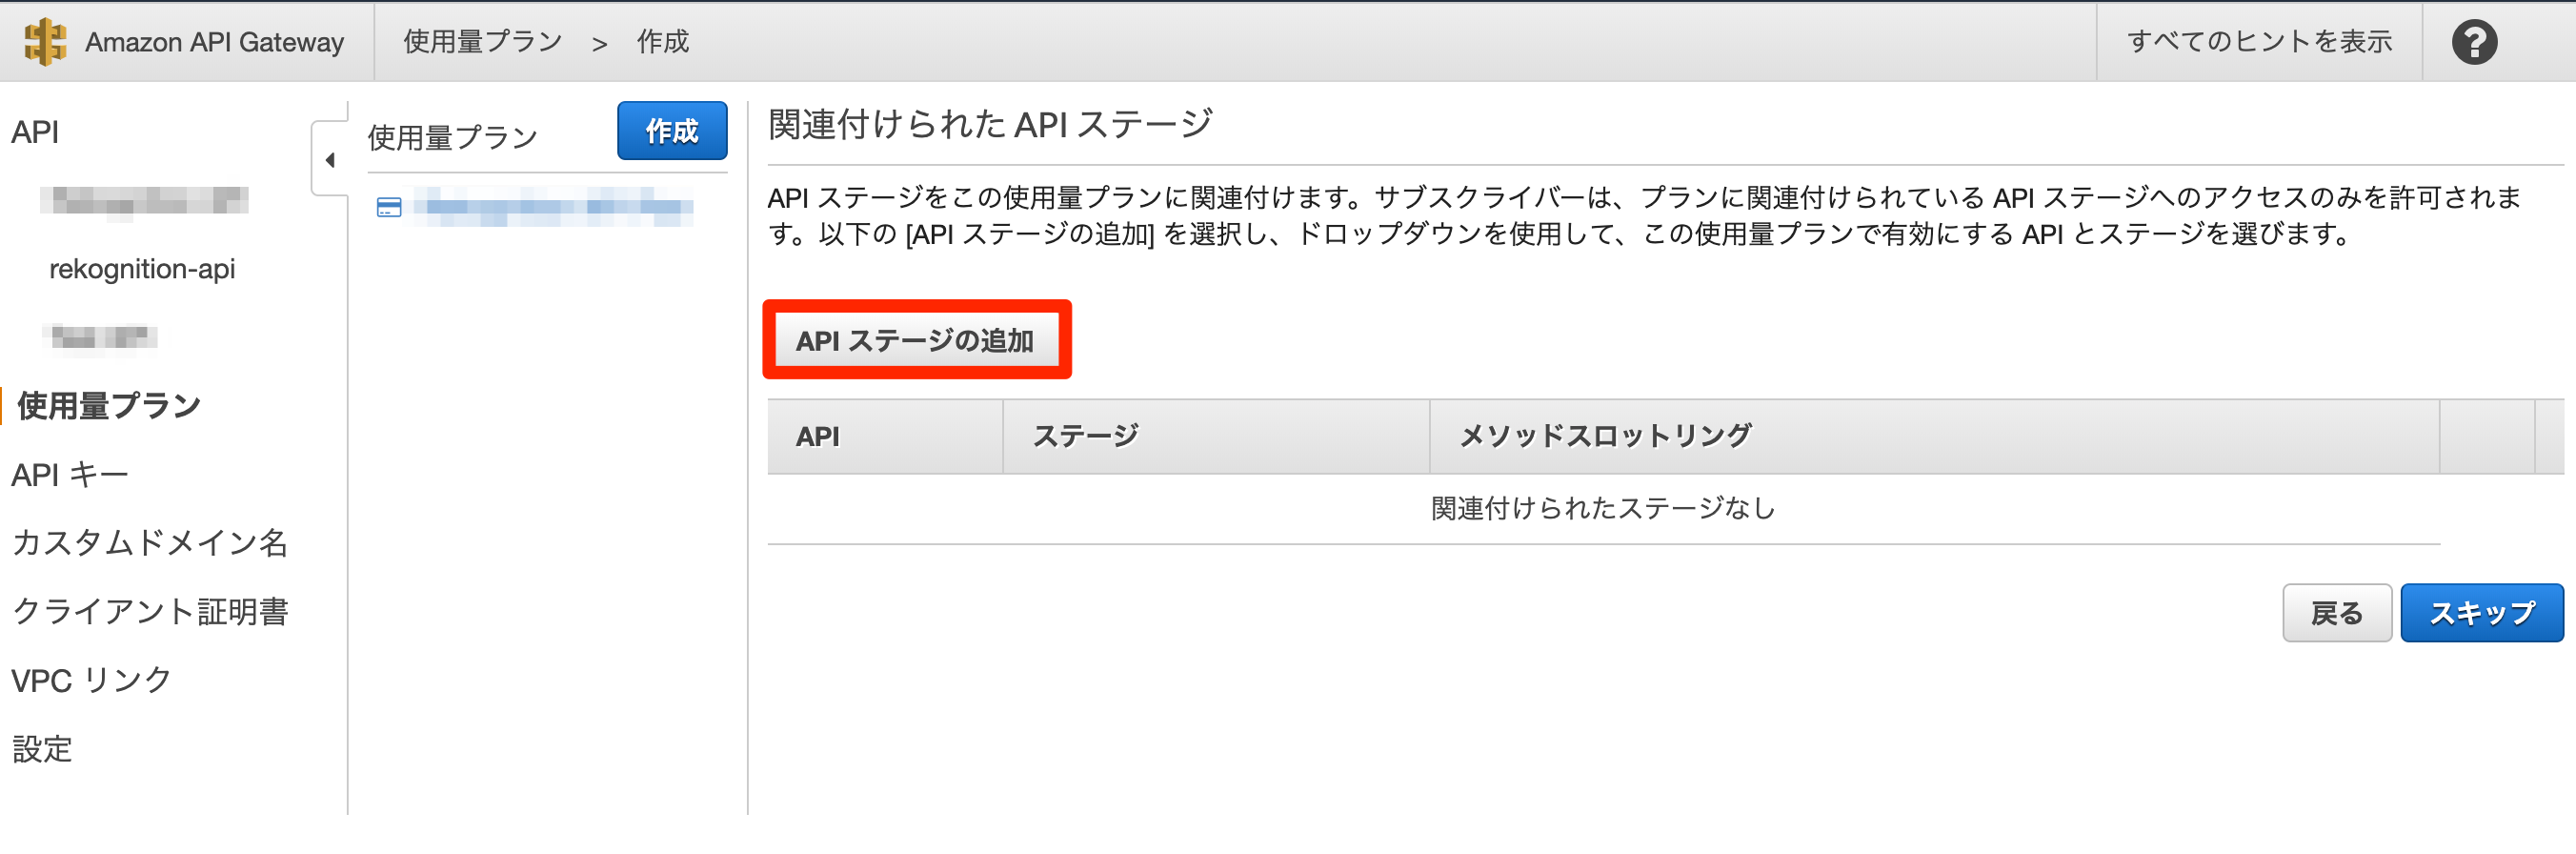 Amazon API Gateway
使用量プラン > 作成
すべてのヒントを表示
?
API
rekognition-api
使用量プラン
API キー
カスタムドメイン名
クライアント証明書
VPC リンク
設定
使用量プラン
作成
関連付けられた API ステージ
API ステージをこの使用量プランに関連付けます。サブスクライバーは、プランに関連付けられている API ステージへのアクセスのみを許可されま
す。以下の [API ステージの追加] を選択し、ドロップダウンを使用して、この使用量プランで有効にする API とステージを選びます。
API ステージの追加
API ステージ メソッドスロットリング
関連付けられたステージなし
戻る スキップ